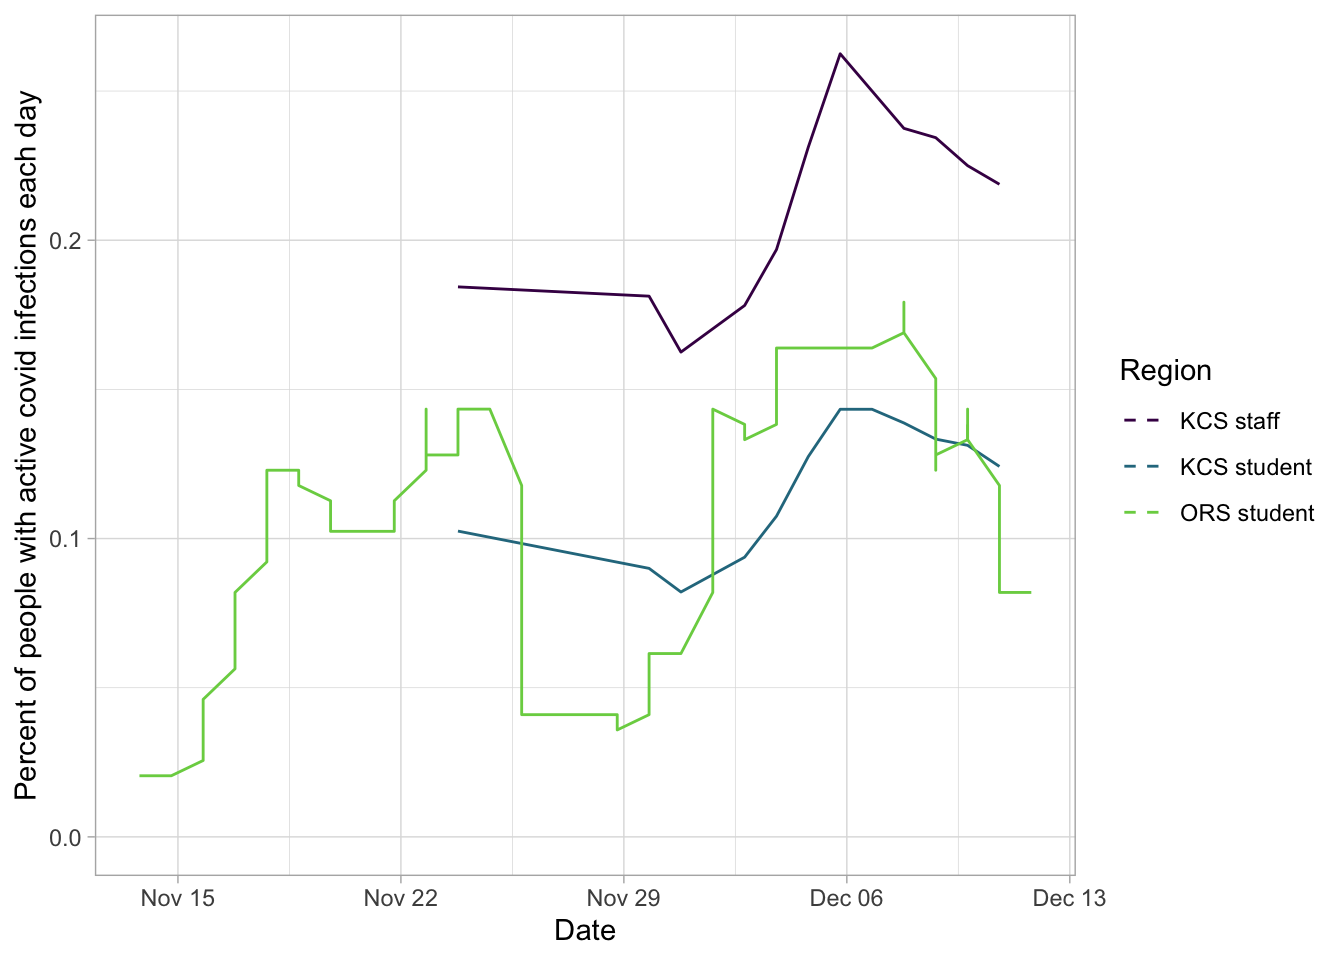 Percent of people with active covid infections each day
0.2
0.1
0.0
Nov 15
Nov 22
Nov 29
Dec 06
Dec 13
Date
Region
KCS staff
KCS student
ORS student